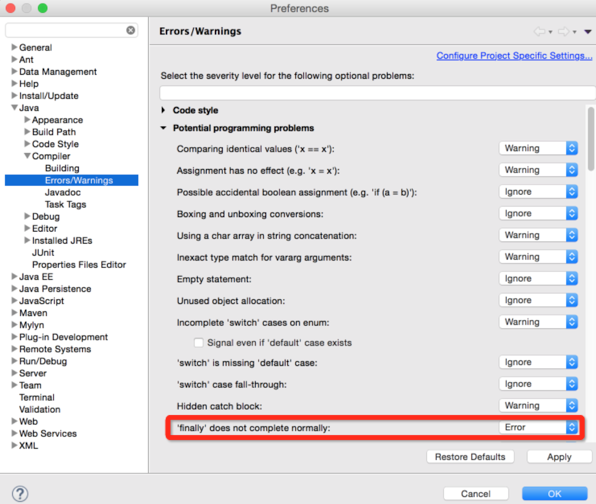 Preferences
Errors/Warnings
Configure Project Specific Settings...
Select the severity level for the following optional problems:
General
Ant
Data Management
Help
Install/Update
Java
Appearance
Build Path
Code Style
Compiler
Building
Errors/Warnings
Javadoc
Task Tags
Debug
Editor
Installed JREs
JUnit
Properties Files Editor
Java EE
Java Persistence
JavaScript
Maven
Mylyn
Plug-in Development
Remote Systems
Run/Debug
Server
Team
Terminal
Validation
Web
Web Services
XML
Code style
Potential programming problems
Comparing identical values ('x == x'): Warning
Assignment has no effect (e.g. 'x = x'): Warning
Possible accidental boolean assignment (e.g. 'if (a = b)'): Ignore
Boxing and unboxing conversions: Ignore
Using a char array in string concatenation: Warning
Inexact type match for vararg arguments: Warning
Empty statement: Ignore
Unused object allocation: Ignore
Incomplete 'switch' cases on enum: Warning
Signal even if 'default' case exists
'switch' is missing 'default' case: Ignore
'switch' case fall-through: Ignore
Hidden catch block: Warning
'finally' does not complete normally: Error
Restore Defaults Apply
? Cancel OK